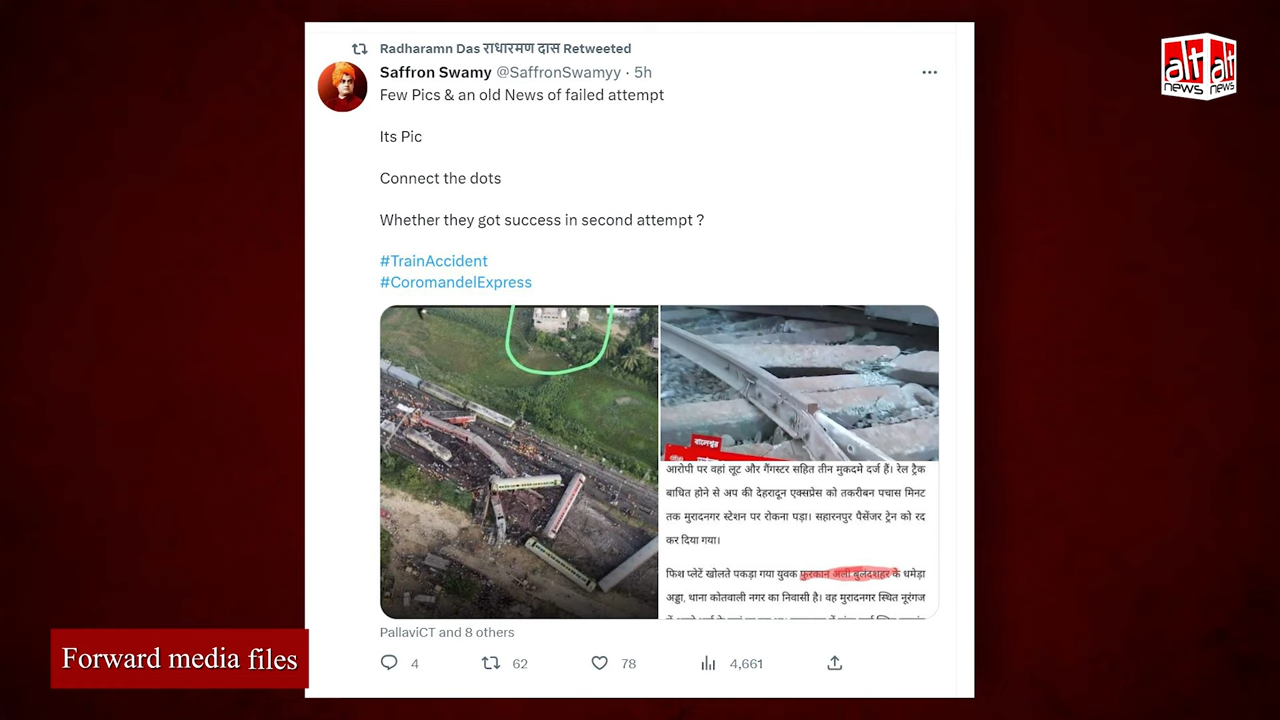 Radharamn Das राधारमण दास Retweeted
Saffron Swamy @SaffronSwamyy · 5h
Few Pics & an old News of failed attempt
Its Pic
Connect the dots
Whether they got success in second attempt ?
#TrainAccident
#CoromandelExpress
বালেশ্বর
आरोपी पर वहां लूट और गैंगस्टर सहित तीन मुकदमे दर्ज हैं। रेल ट्रैक
बाधित होने से अप की देहरादून एक्सप्रेस को तकरीबन पचास मिनट
तक मुरादनगर स्टेशन पर रोकना पड़ा। सहारनपुर पैसेंजर ट्रेन को रद
कर दिया गया।
फिश प्लेटें खोलते पकड़ा गया युवक फुरकान अली बुलंदशहर के धमेड़ा
अड्डा, थाना कोतवाली नगर का निवासी है। वह मुरादनगर स्थित नूरंगज
PallaviCT and 8 others
4 62 78 4,661
alt news
alt news
Forward media files